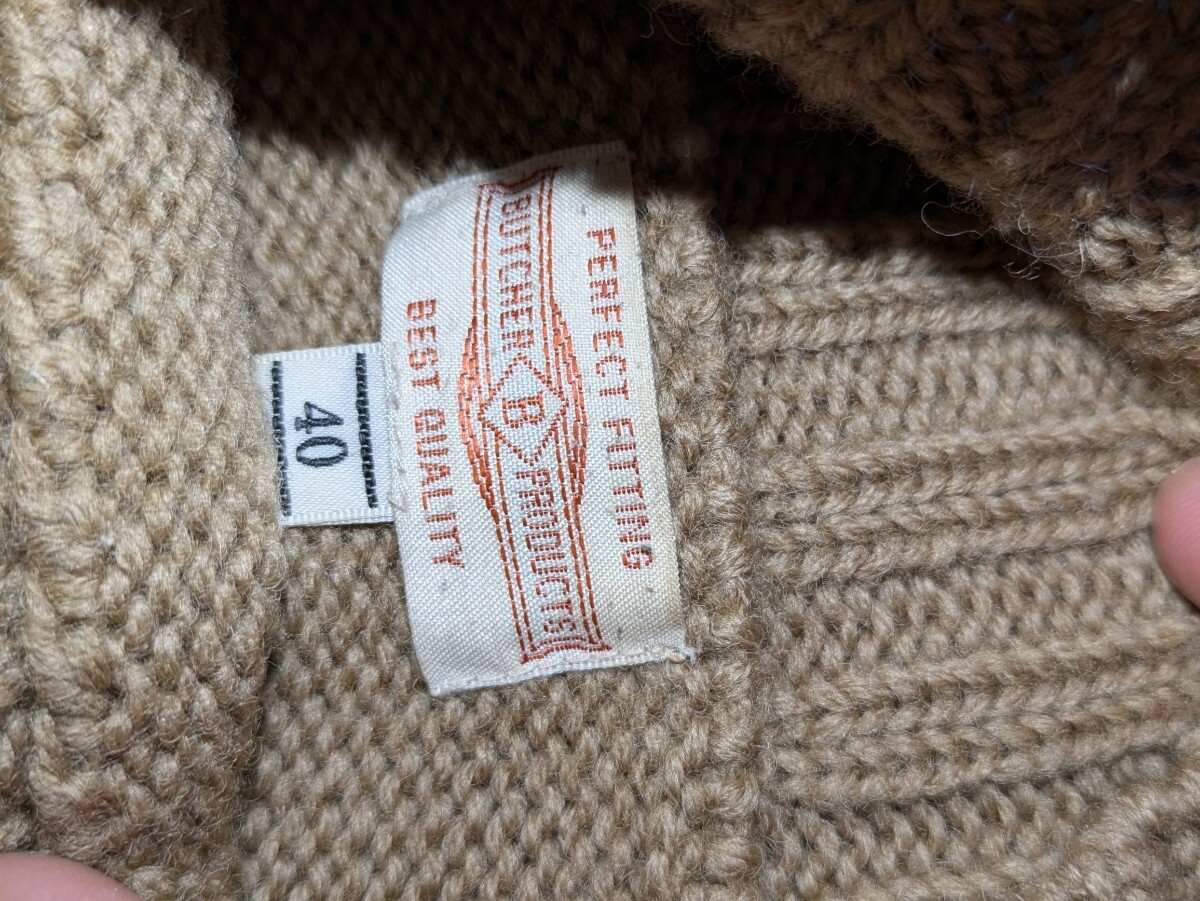 PERFECT FITTING
BUTCHER B PRODUCTS
BEST QUALITY
40